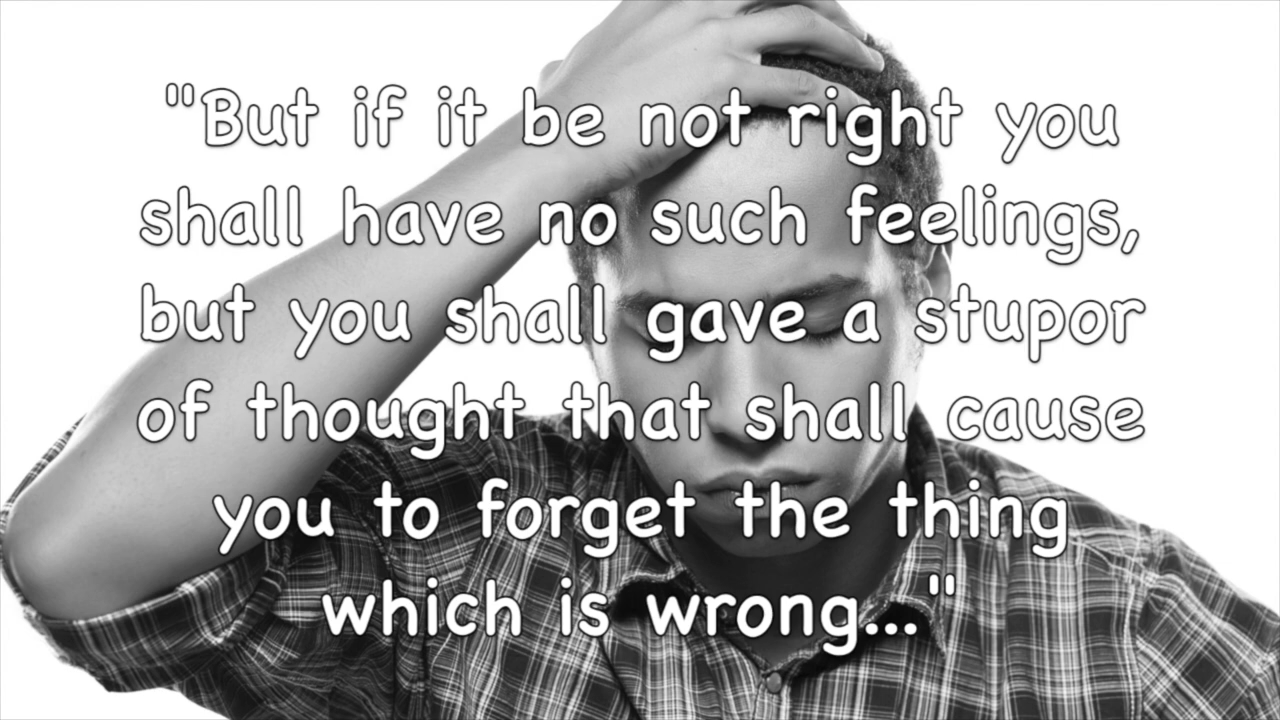 "But if it be not right you
shall have no such feelings,
but you shall gave a stupor
of thought that shall cause
you to forget the thing
which is wrong..."